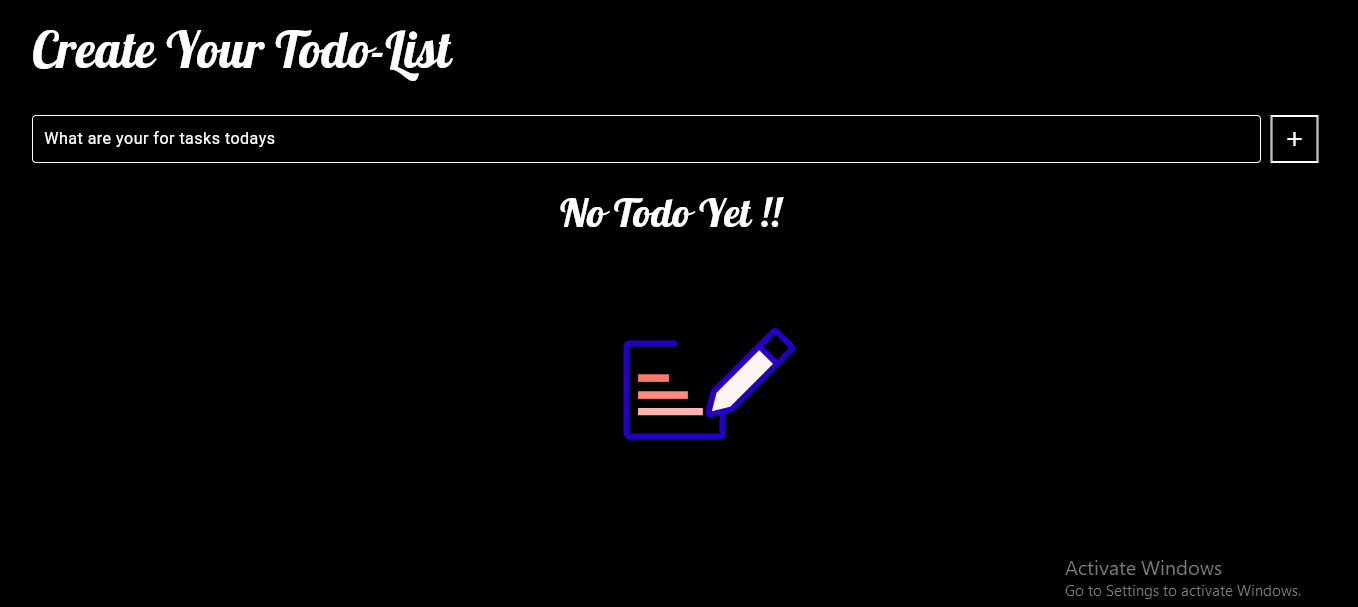 Create Your Todo-List
What are your for tasks todays
+
No Todo Yet !!
Activate Windows
Go to Settings to activate Windows.